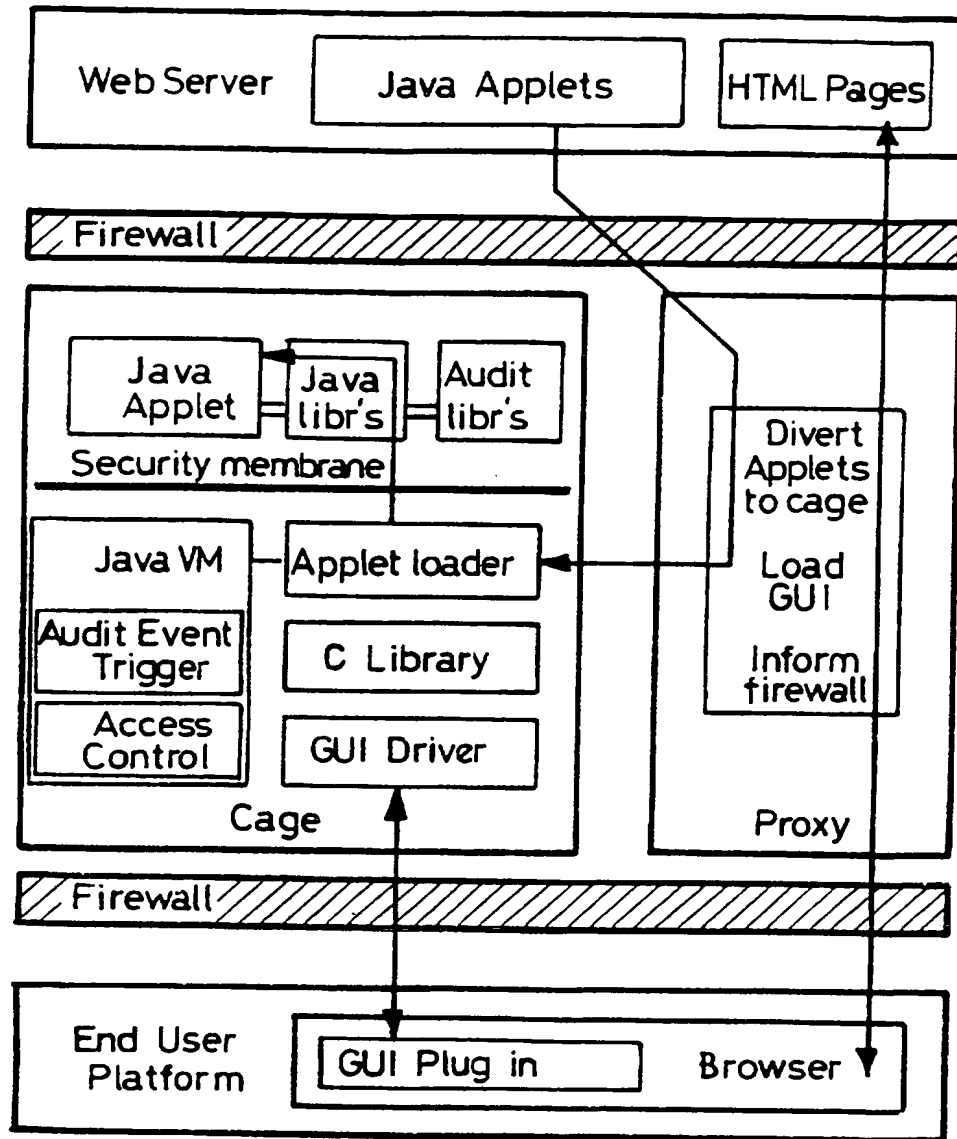 Web Server
Java Applets
HTML Pages
Firewall
Java
Applet
Java
libr's
Audit
libr's
Security membrane
Java VM
Applet loader
Audit Event
Trigger
C Library
Access
Control
GUI Driver
Cage
Divert
Applets
to cage
Load
GUI
Inform
firewall
Proxy
Firewall
End User
Platform
GUI Plug in
Browser